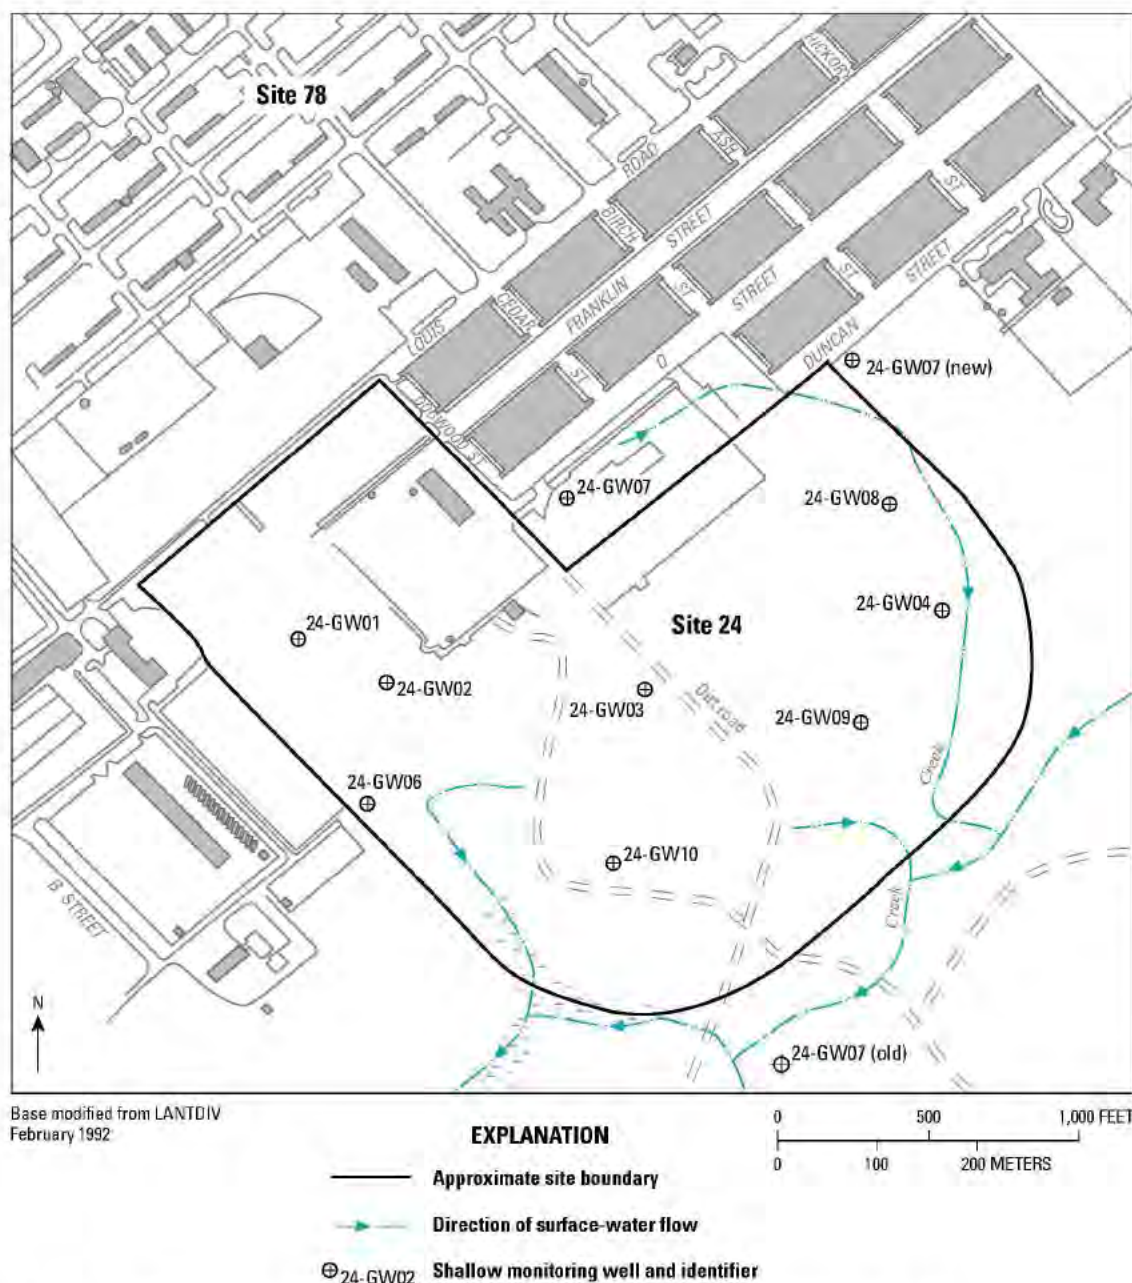 Site 78
HICKORY
ASH
ROAD
BIRCH
STREET
ST
CEDAR
FRANKLIN
ST
STREET
ST
STREET
LOUIS
ST
D
DUNCAN
24-GW07 (new)
DOGWOOD ST
24-GW07
24-GW08
24-GW04
Site 24
24-GW01
24-GW02
24-GW03
Dirt road
24-GW09
Creek
24-GW06
24-GW10
Creek
B STREET
N
24-GW07 (old)
Base modified from LANTDIV
February 1992
0 500 1,000 FEET
0 100 200 METERS
EXPLANATION
Approximate site boundary
Direction of surface-water flow
24-GW02 Shallow monitoring well and identifier